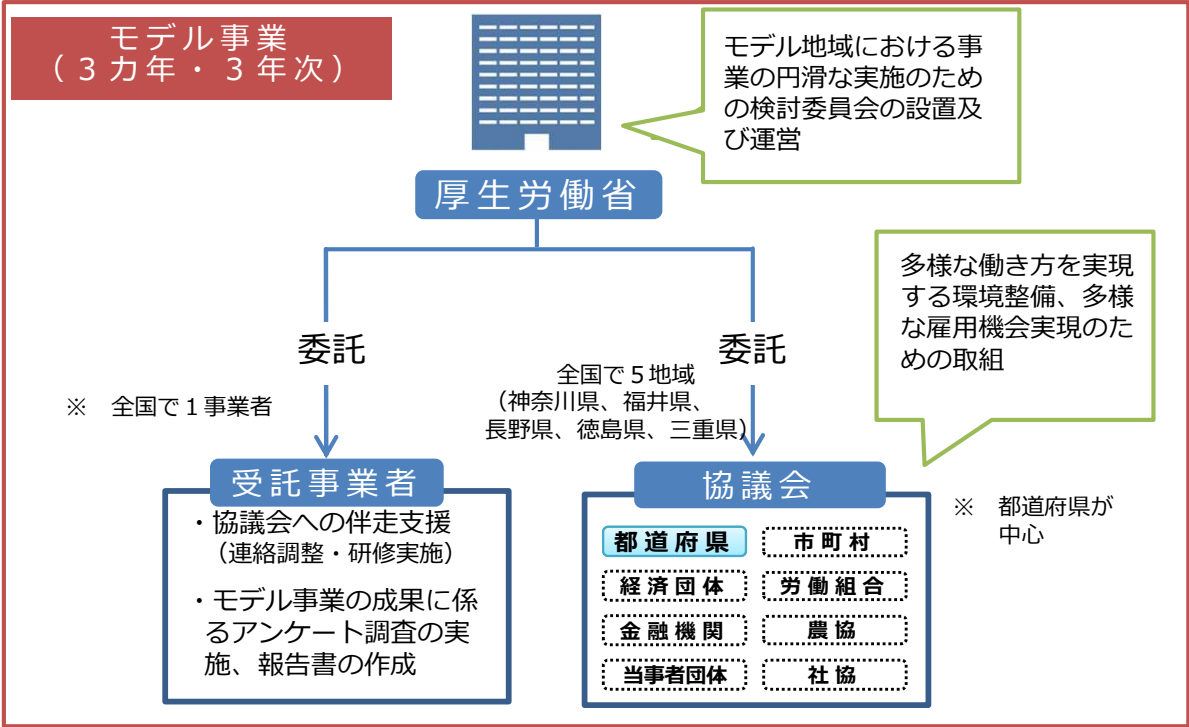 モデル事業
（３カ年・３年次）
モデル地域における事
業の円滑な実施のため
の検討委員会の設置及
び運営
厚生労働省
多様な働き方を実現
する環境整備、多様
な雇用機会実現のた
めの取組
委託
委託
※　全国で１事業者
全国で５地域
（神奈川県、福井県、
長野県、徳島県、三重県）
受託事業者
・協議会への伴走支援
（連絡調整・研修実施）
・モデル事業の成果に係
るアンケート調査の実
施、報告書の作成
協議会
※　都道府県が
中心
都道府県
市町村
経済団体
労働組合
金融機関
農協
当事者団体
社協